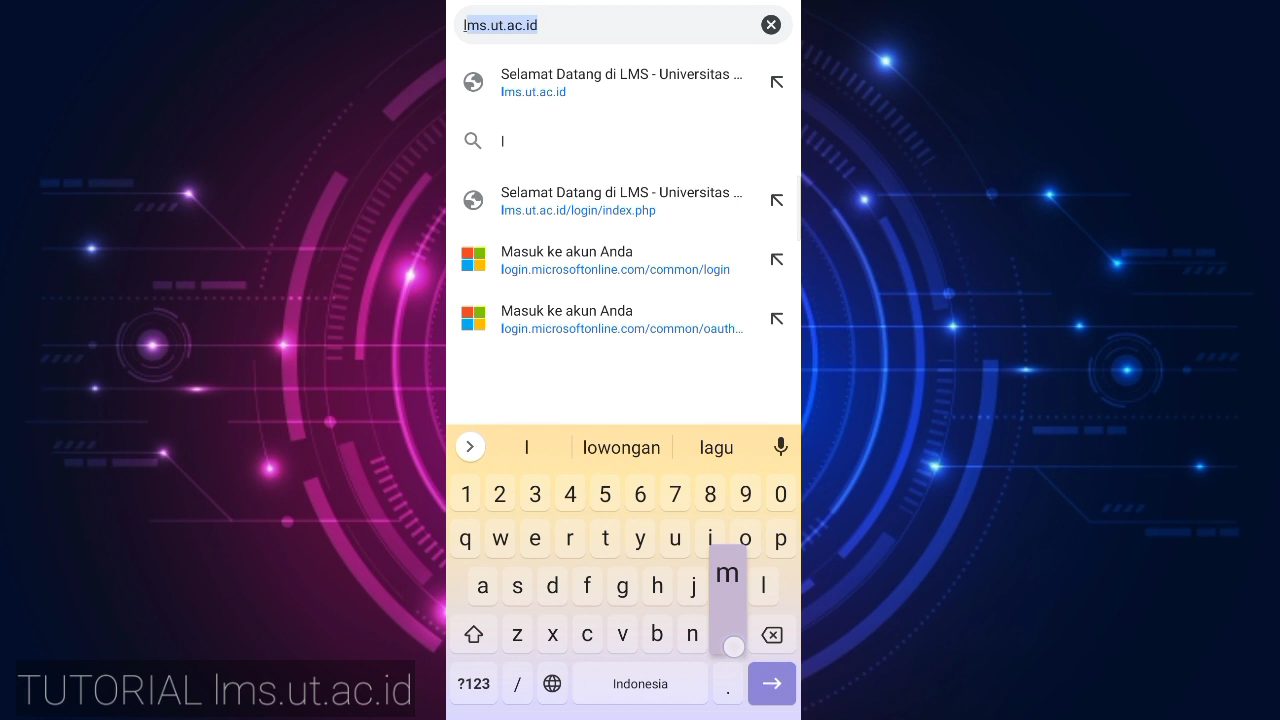 lms.ut.ac.id
Selamat Datang di LMS - Universitas ...
lms.ut.ac.id
l
Selamat Datang di LMS - Universitas ...
lms.ut.ac.id/login/index.php
Masuk ke akun Anda
login.microsoftonline.com/common/login
Masuk ke akun Anda
login.microsoftonline.com/common/oauth...
l lowongan lagu
1 2 3 4 5 6 7 8 9 0
q w e r t y u i o p
a s d f g h j m l
z x c v b n
?123 / Indonesia .
TUTORIAL lms.ut.ac.id